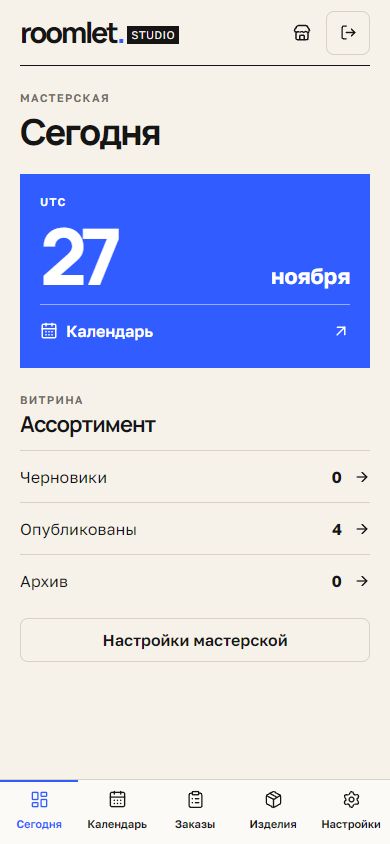 roomlet. STUDIO
МАСТЕРСКАЯ
Сегодня
UTC
27 ноября
Календарь
ВИТРИНА
Ассортимент
Черновики 0
Опубликованы 4
Архив 0
Настройки мастерской
Сегодня Календарь Заказы Изделия Настройки